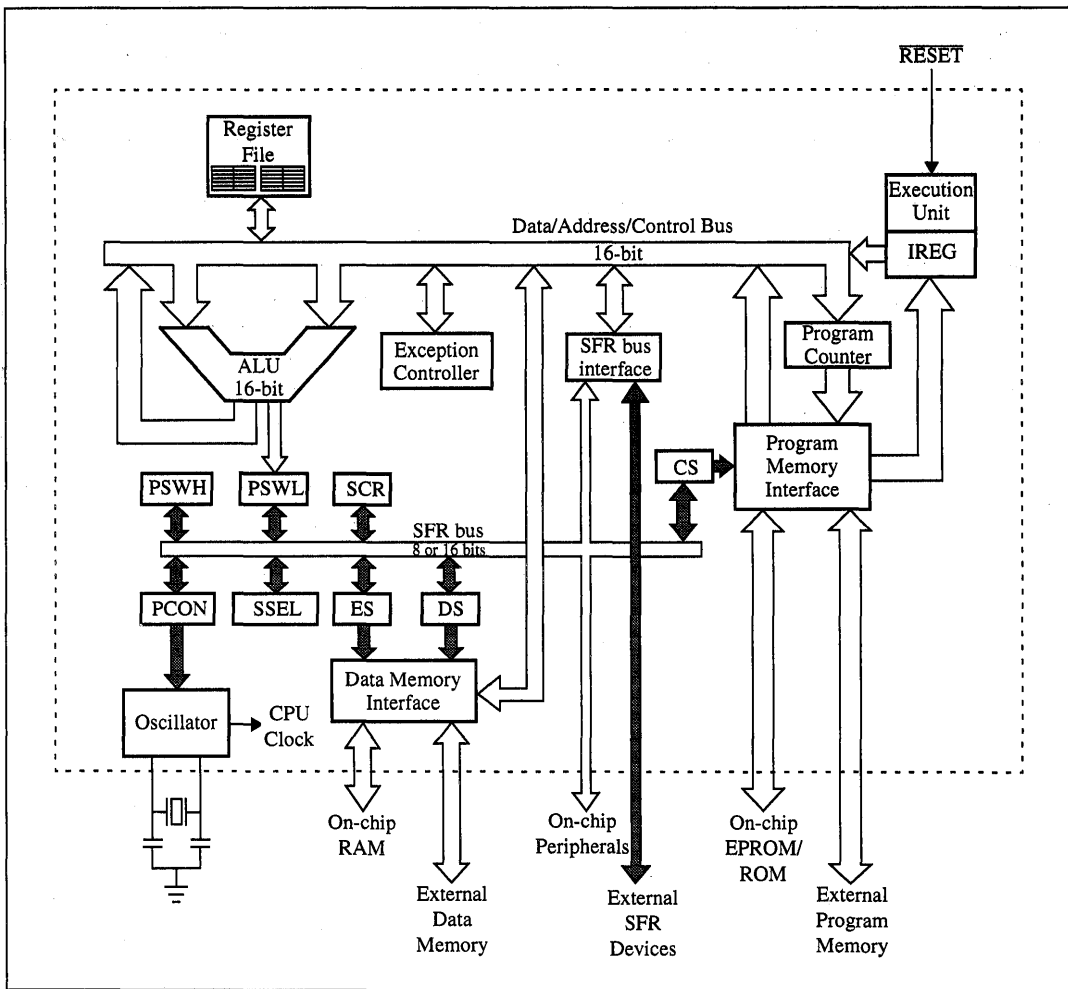 RESET
Register
File
Execution
Unit
IREG
Data/Address/Control Bus
16-bit
ALU
16-bit
Exception
Controller
SFR bus
interface
Program
Counter
Program
Memory
Interface
CS
PSWH
PSWL
SCR
SFR bus
8 or 16 bits
PCON
SSEL
ES
DS
Data Memory
Interface
Oscillator
CPU
Clock
On-chip
RAM
External
Data
Memory
On-chip
Peripherals
External
SFR
Devices
On-chip
EPROM/
ROM
External
Program
Memory